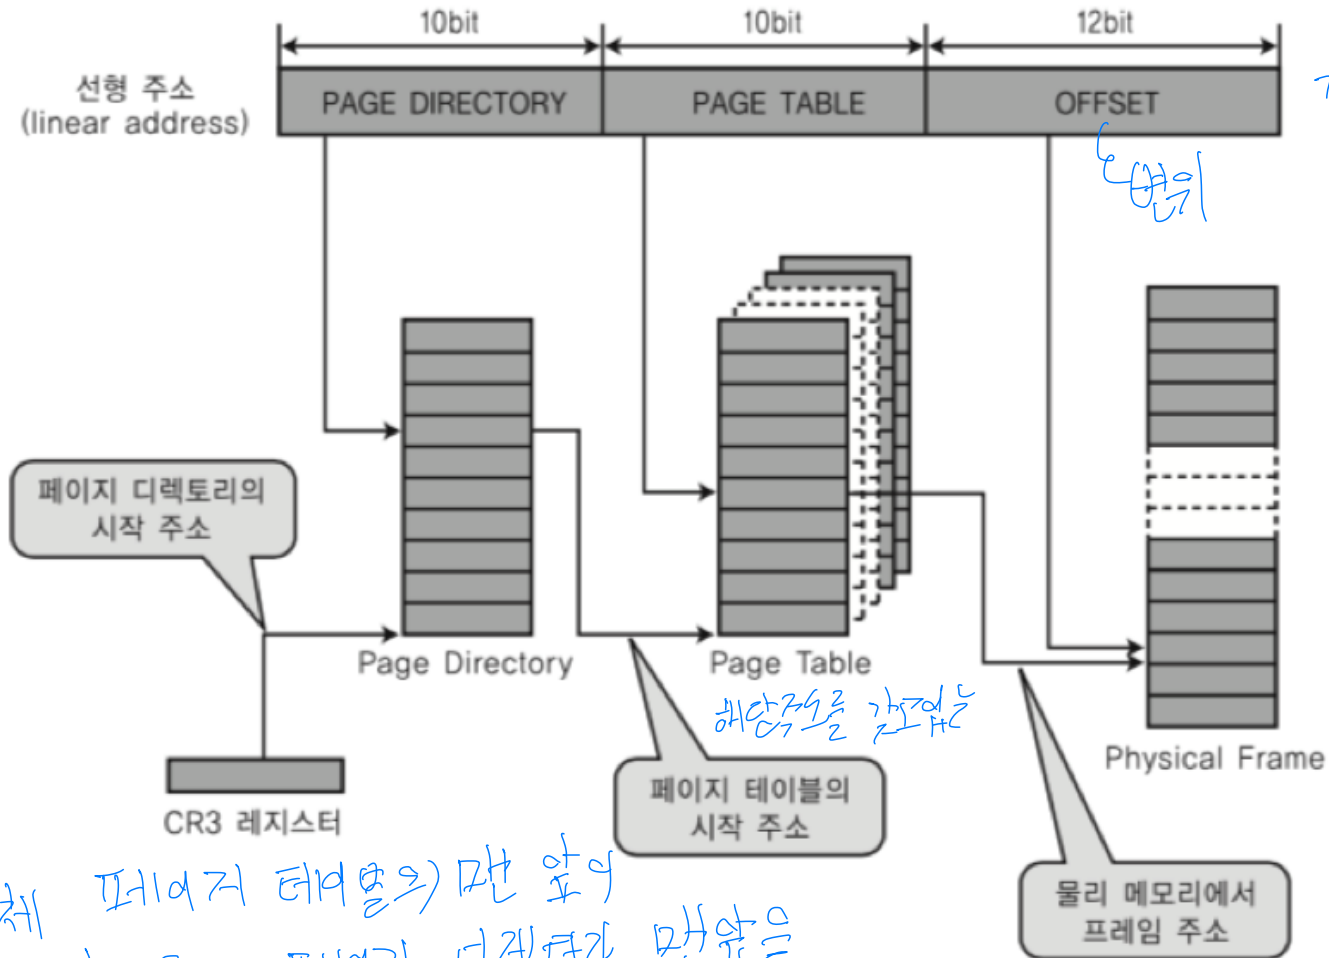 10bit 10bit 12bit
선형 주소
(linear address)
PAGE DIRECTORY PAGE TABLE OFFSET
변위
페이지 디렉토리의
시작 주소
Page Directory
Page Table
해당주소를 갖고있는
Physical Frame
CR3 레지스터
페이지 테이블의
시작 주소
물리 메모리에서
프레임 주소
페이지 테이블의 맨 앞
맨앞을